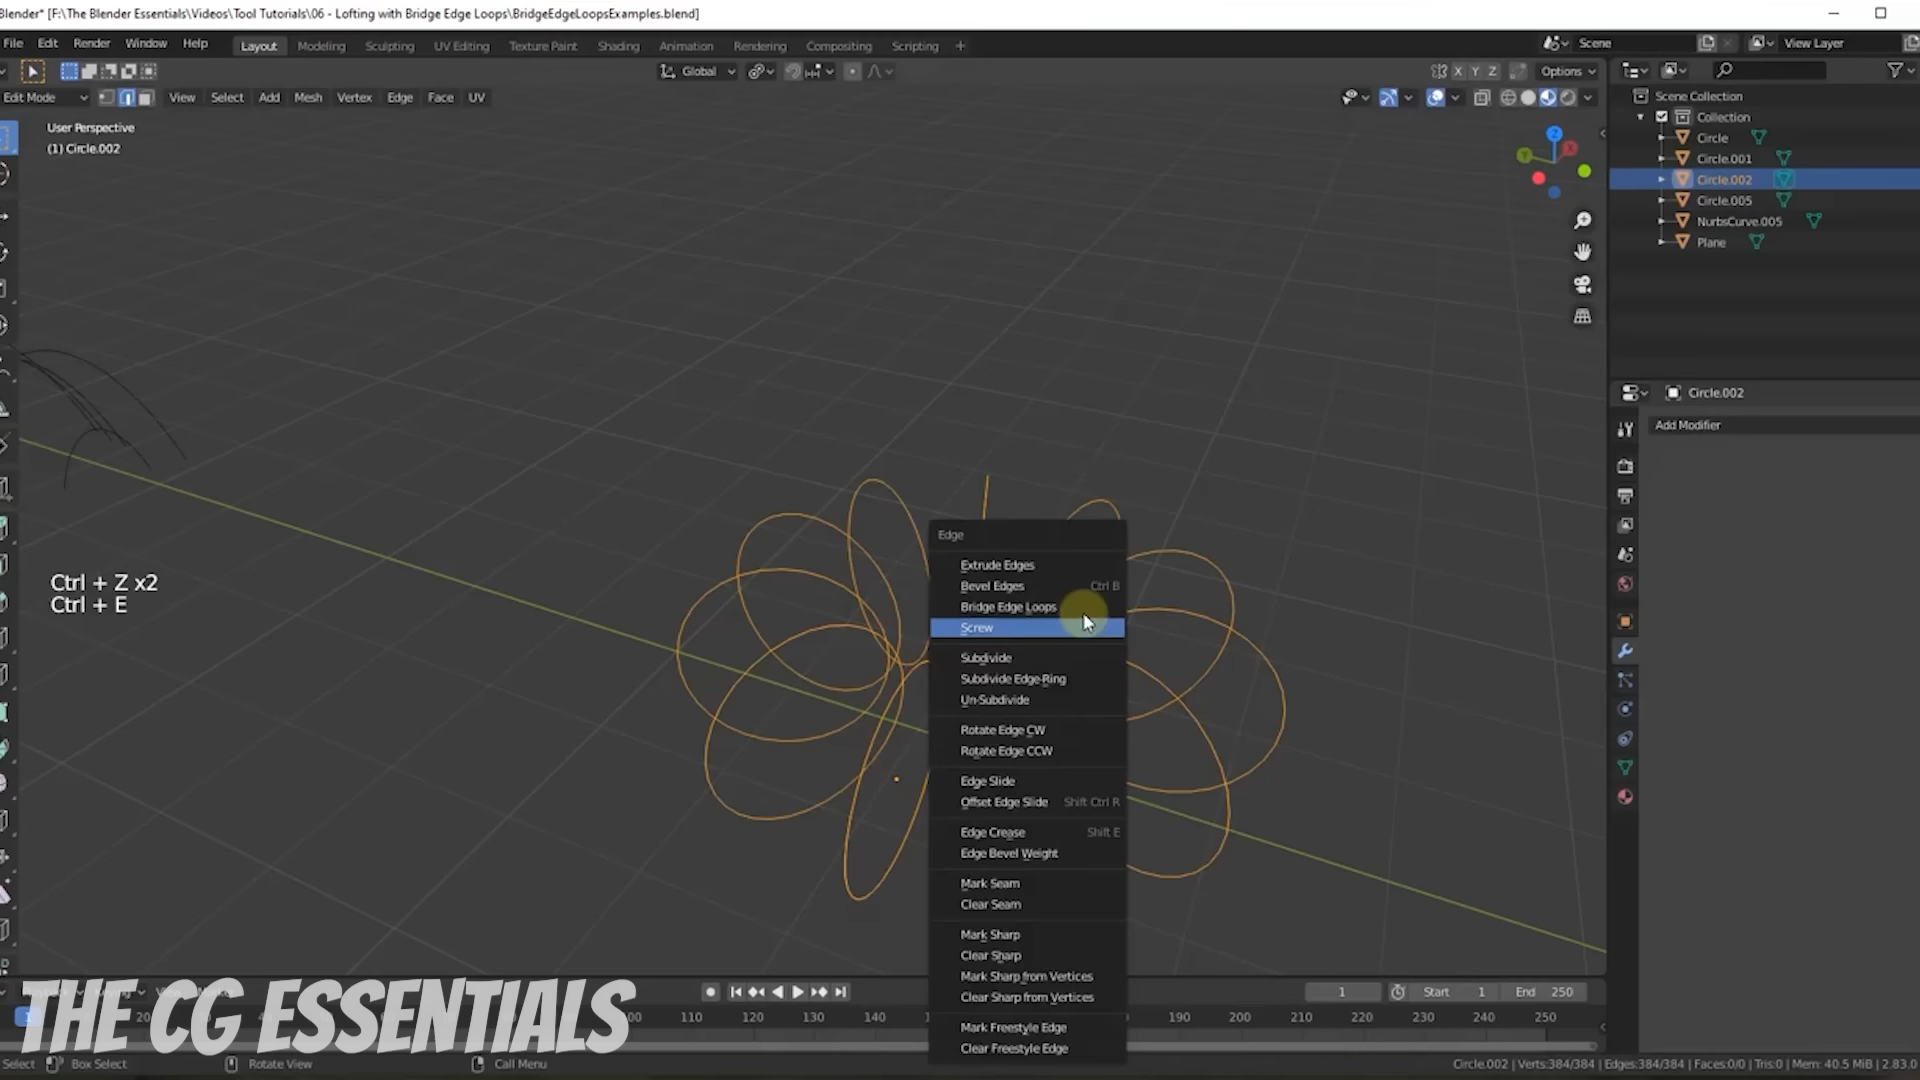 Blender* [F:\The Blender Essentials\Videos\Tool Tutorials\06 - Lofting with Bridge Edge Loops\BridgeEdgeLoopsExamples.blend]
File Edit Render Window Help Layout Modeling Sculpting UV Editing Texture Paint Shading Animation Rendering Compositing Scripting + Scene View Layer
Global X Y Z Options
Edit Mode View Select Add Mesh Vertex Edge Face UV
User Perspective
(1) Circle.002
Z
X
Y
Scene Collection
Collection
Circle
Circle.001
Circle.002
Circle.005
NurbsCurve.005
Plane
Circle.002
Add Modifier
Ctrl + Z x2
Ctrl + E
Edge
Extrude Edges
Bevel Edges Ctrl B
Bridge Edge Loops
Screw
Subdivide
Subdivide Edge-Ring
Un-Subdivide
Rotate Edge CW
Rotate Edge CCW
Edge Slide
Offset Edge Slide Shift Ctrl R
Edge Crease Shift E
Edge Bevel Weight
Mark Seam
Clear Seam
Mark Sharp
Clear Sharp
Mark Sharp from Vertices
Clear Sharp from Vertices
Mark Freestyle Edge
Clear Freestyle Edge
1 Start 1 End 250
110 120 130 140 180 190 200 210 220 230 240 250
THE CG ESSENTIALS
Select Box Select Rotate View Call Menu
Circle.002 | Verts:384/384 | Edges:384/384 | Faces:0/0 | Tris:0 | Mem: 40.5 MiB | 2.83.0